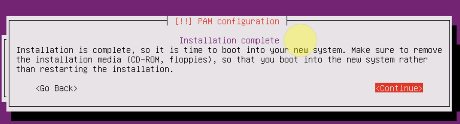 [!!] PAM configuration
Installation complete
Installation is complete, so it is time to boot into your new system. Make sure to remove
the installation media (CD-ROM, floppies), so that you boot into the new system rather
than restarting the installation.
<Go Back> <Continue>